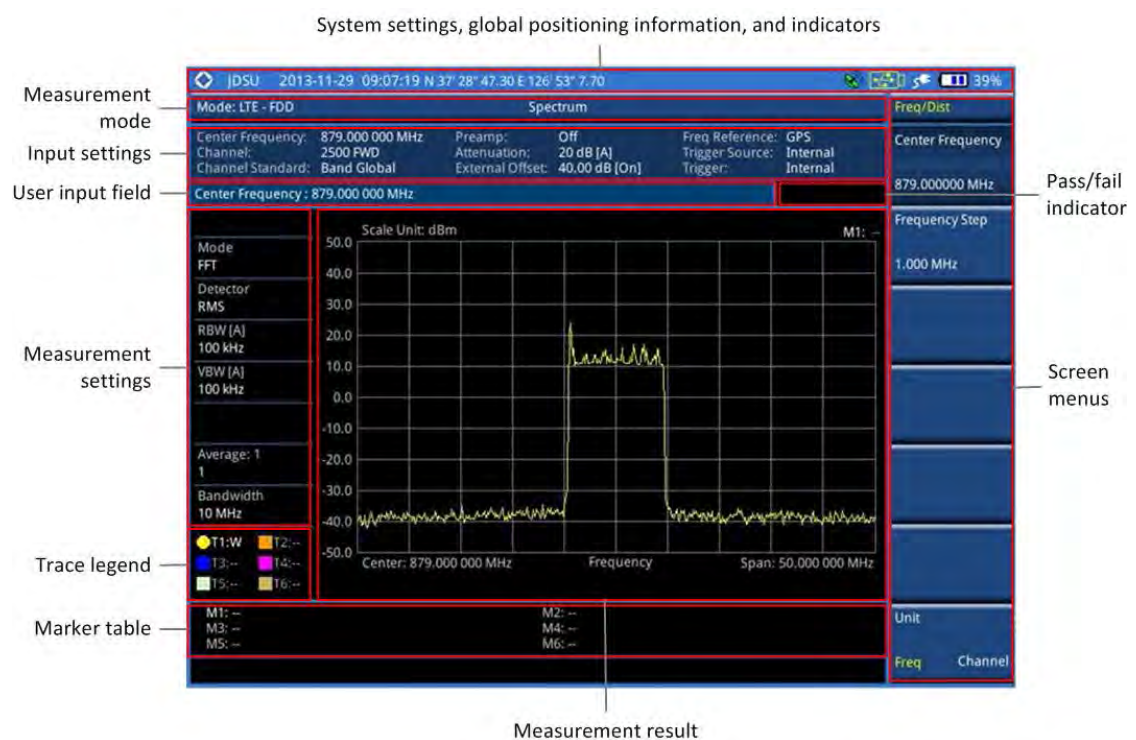 System settings, global positioning information, and indicators
JDSU 2013-11-29 09:07:19 N 37' 28" 47.30 E 126' 53" 7.70 39%
Measurement mode
Mode: LTE - FDD Spectrum
Freq/Dist
Input settings
Center Frequency: 879.000 000 MHz Preamp: Off Freq Reference: GPS
Channel: 2500 FWD Attenuation: 20 dB [A] Trigger Source: Internal
Channel Standard: Band Global External Offset: 40.00 dB [On] Trigger: Internal
Center Frequency
879.000000 MHz
User input field
Center Frequency : 879.000 000 MHz
Pass/fail indicator
Frequency Step
1.000 MHz
Measurement settings
Mode
FFT
Detector
RMS
RBW [A]
100 kHz
VBW [A]
100 kHz
Average: 1
1
Bandwidth
10 MHz
Scale Unit: dBm M1: --
50.0
40.0
30.0
20.0
10.0
0.0
-10.0
-20.0
-30.0
-40.0
-50.0
Center: 879.000 000 MHz Frequency Span: 50.000 000 MHz
Screen menus
Trace legend
T1:W T2:--
T3:-- T4:--
T5:-- T6:--
Marker table
M1: -- M2: --
M3: -- M4: --
M5: -- M6: --
Unit
Freq Channel
Measurement result